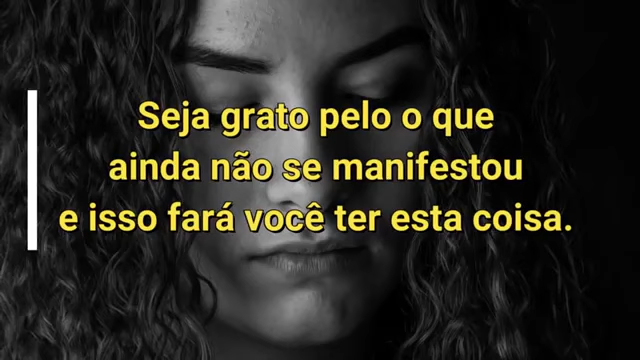 Seja grato pelo o que
ainda não se manifestou
e isso fará você ter esta coisa.